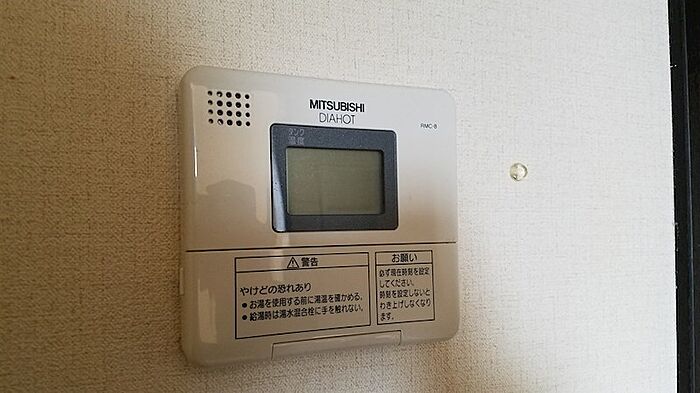 MITSUBISHI
DIAHOT
RMC-8
タンク
温度
⚠警告
やけどの恐れあり
●お湯を使用する前に湯温を確かめる。
●給湯時は湯水混合栓に手を触れない。
お願い
必ず現在時刻を設定
してください。
時刻を設定しないと
わき上げしなくなり
ます。